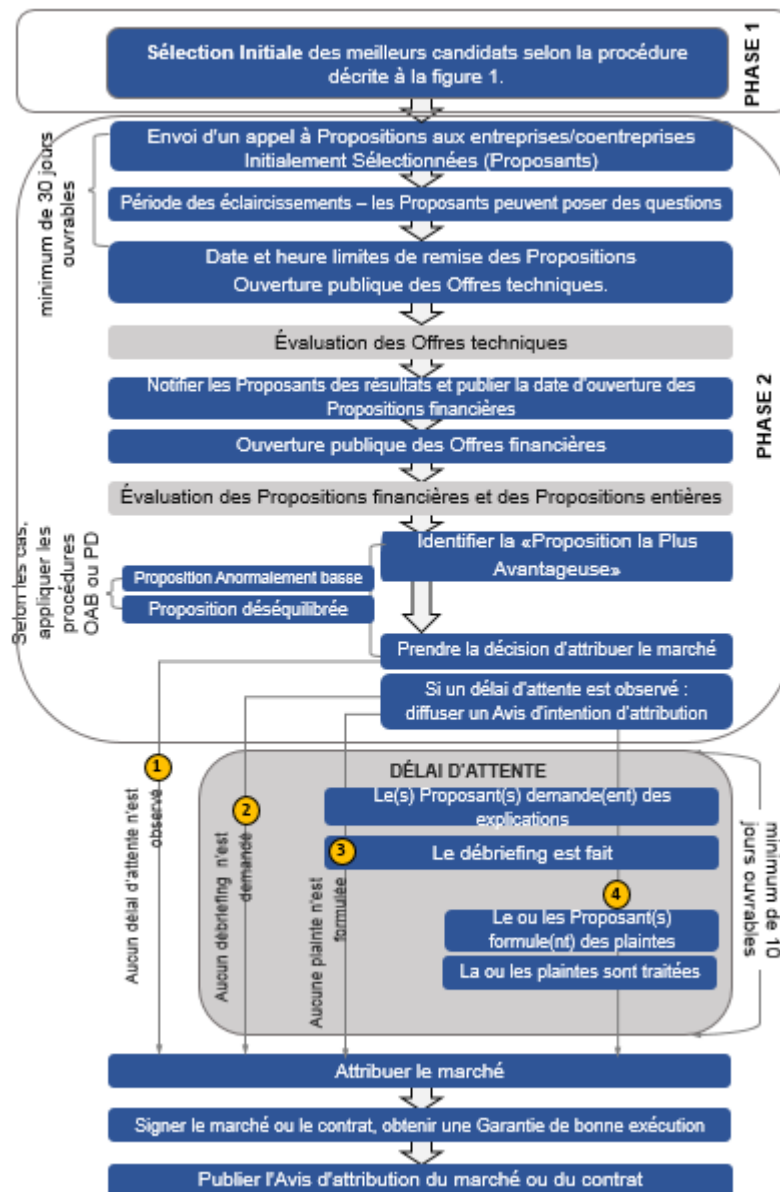 Sélection Initiale des meilleurs candidats selon la procédure
décrite à la figure 1.
PHASE 1
Envoi d'un appel à Propositions aux entreprises/coentreprises
Initialement Sélectionnées (Proposants)
Période des éclaircissements – les Proposants peuvent poser des questions
Date et heure limites de remise des Propositions
Ouverture publique des Offres techniques.
minimum de 30 jours
ouvrables
Évaluation des Offres techniques
Notifier les Proposants des résultats et publier la date d'ouverture des
Propositions financières
Ouverture publique des Offres financières
PHASE 2
Évaluation des Propositions financières et des Propositions entières
Identifier la «Proposition la Plus
Avantageuse»
Selon les cas,
appliquer les
procédures
OAB ou PD
Proposition Anormalement basse
Proposition déséquilibrée
Prendre la décision d'attribuer le marché
Si un délai d'attente est observé :
diffuser un Avis d'intention d'attribution
DÉLAI D'ATTENTE
1
Aucun délai d'attente n'est
observé
2
Aucun débriefing n'est
demandé
3
Aucune plainte n'est
formulée
Le(s) Proposant(s) demande(ent) des
explications
Le débriefing est fait
4
Le ou les Proposant(s)
formule(nt) des plaintes
La ou les plaintes sont traitées
minimum de 10
jours ouvrables
Attribuer le marché
Signer le marché ou le contrat, obtenir une Garantie de bonne exécution
Publier l'Avis d'attribution du marché ou du contrat